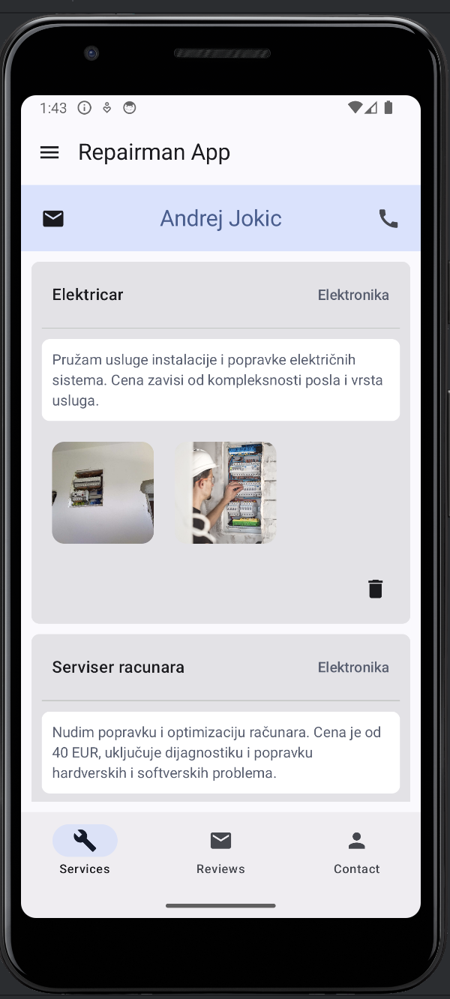 1:43
Repairman App
Andrej Jokic
Elektricar
Elektronika
Pružam usluge instalacije i popravke električnih
sistema. Cena zavisi od kompleksnosti posla i vrsta
usluga.
Serviser racunara
Elektronika
Nudim popravku i optimizaciju računara. Cena je od
40 EUR, uključuje dijagnostiku i popravku
hardverskih i softverskih problema.
Services
Reviews
Contact